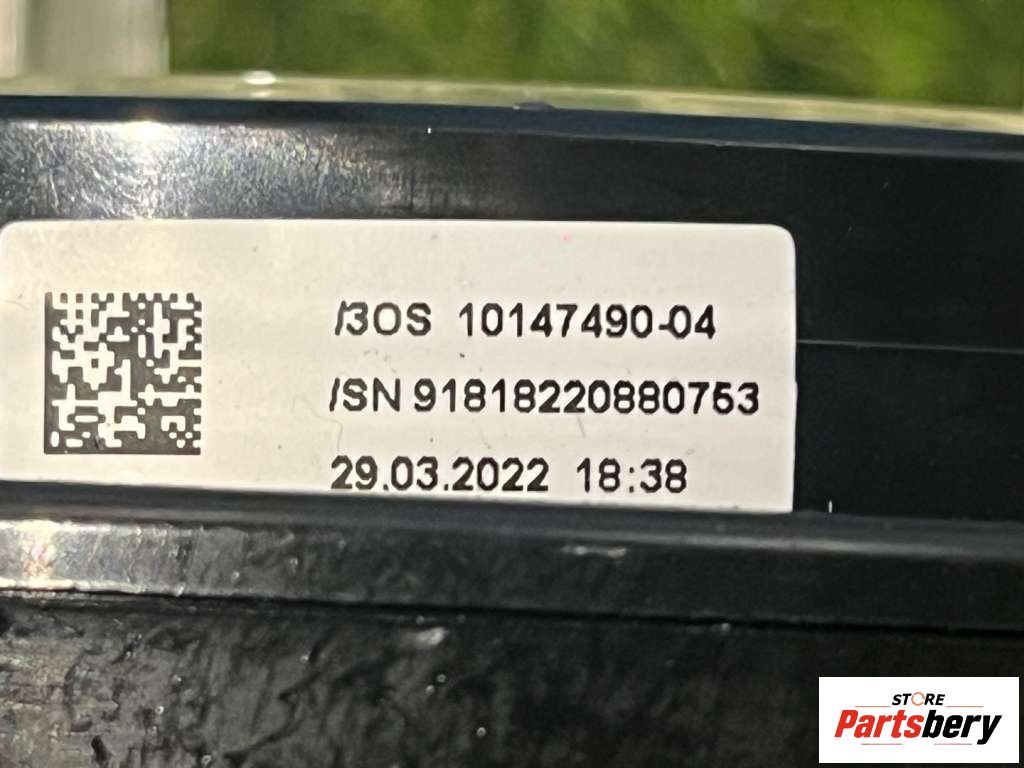 /3OS 10147490-04
/SN 91818220880753
29.03.2022 18:38
STORE
Partsbery